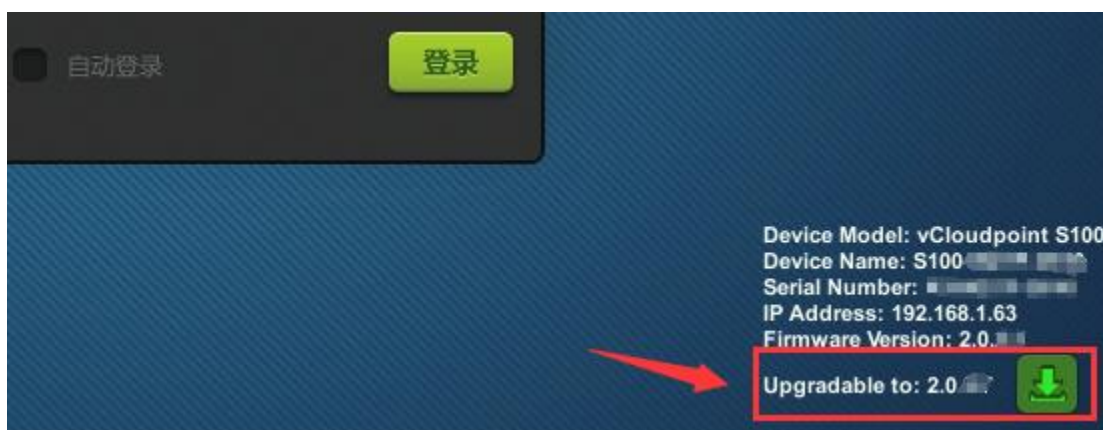 自动登录
登录
Device Model: vCloudpoint S100
Device Name: S100
Serial Number:
IP Address: 192.168.1.63
Firmware Version: 2.0.
Upgradable to: 2.0